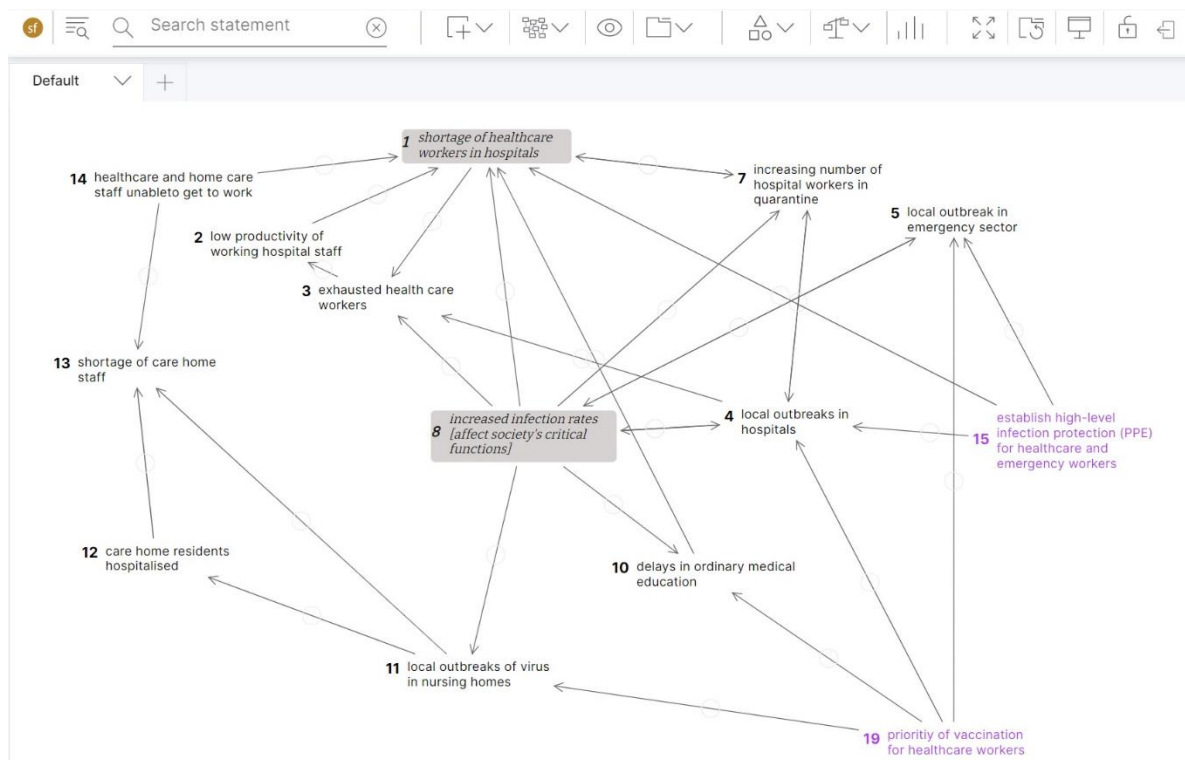 sf
Search statement
Default
1 shortage of healthcare
workers in hospitals
14 healthcare and home care
staff unableto get to work
7 increasing number of
hospital workers in
quarantine
5 local outbreak in
emergency sector
2 low productivity of
working hospital staff
3 exhausted health care
workers
13 shortage of care home
staff
8 increased infection rates
[affect society's critical
functions]
4 local outbreaks in
hospitals
15 establish high-level
infection protection (PPE)
for healthcare and
emergency workers
12 care home residents
hospitalised
10 delays in ordinary medical
education
11 local outbreaks of virus
in nursing homes
19 prioritiy of vaccination
for healthcare workers